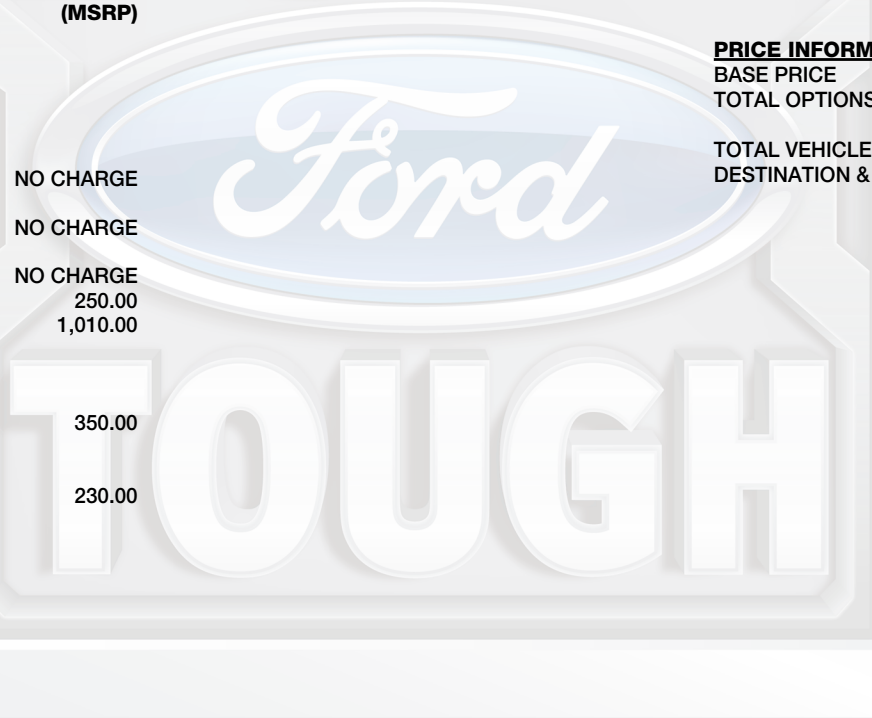 (MSRP)
NO CHARGE
NO CHARGE
NO CHARGE
250.00
1,010.00
350.00
230.00
PRICE INFORM
BASE PRICE
TOTAL OPTIONS
TOTAL VEHICLE
DESTINATION &
Ford
TOUGH